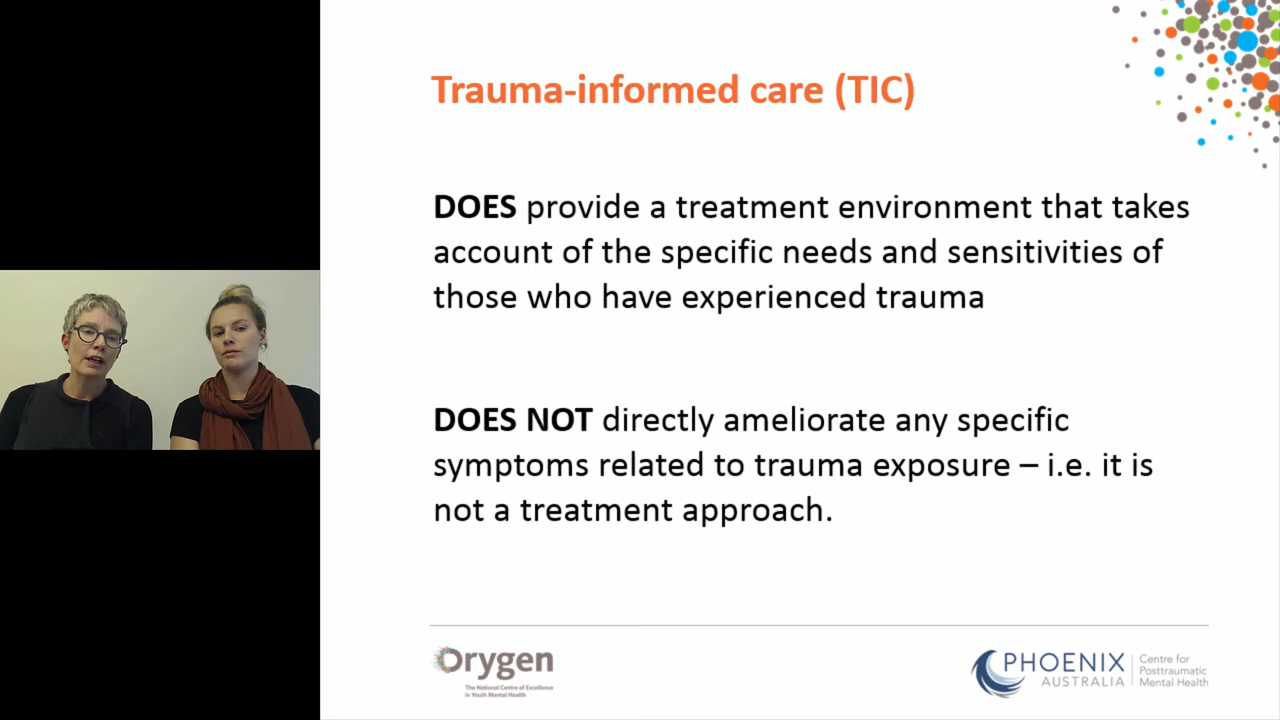 Trauma-informed care (TIC)
DOES provide a treatment environment that takes
account of the specific needs and sensitivities of
those who have experienced trauma
DOES NOT directly ameliorate any specific
symptoms related to trauma exposure – i.e. it is
not a treatment approach.
Orygen
The National Centre of Excellence
in Youth Mental Health
PHOENIX
AUSTRALIA
Centre for
Posttraumatic
Mental Health